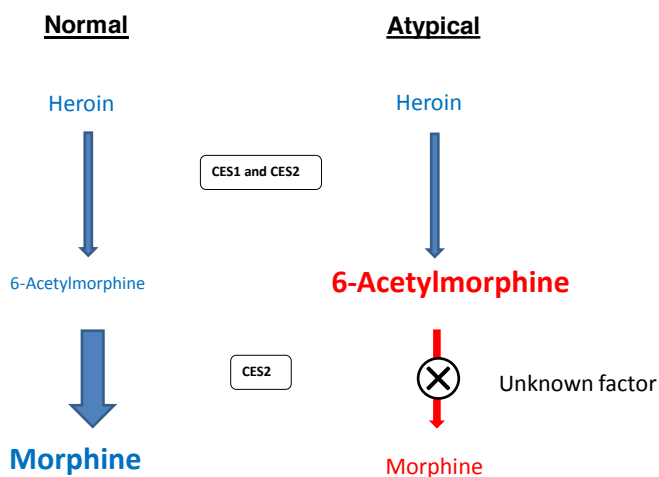 Normal
Atypical
Heroin
Heroin
CES1 and CES2
6-Acetylmorphine
6-Acetylmorphine
CES2
Unknown factor
Morphine
Morphine